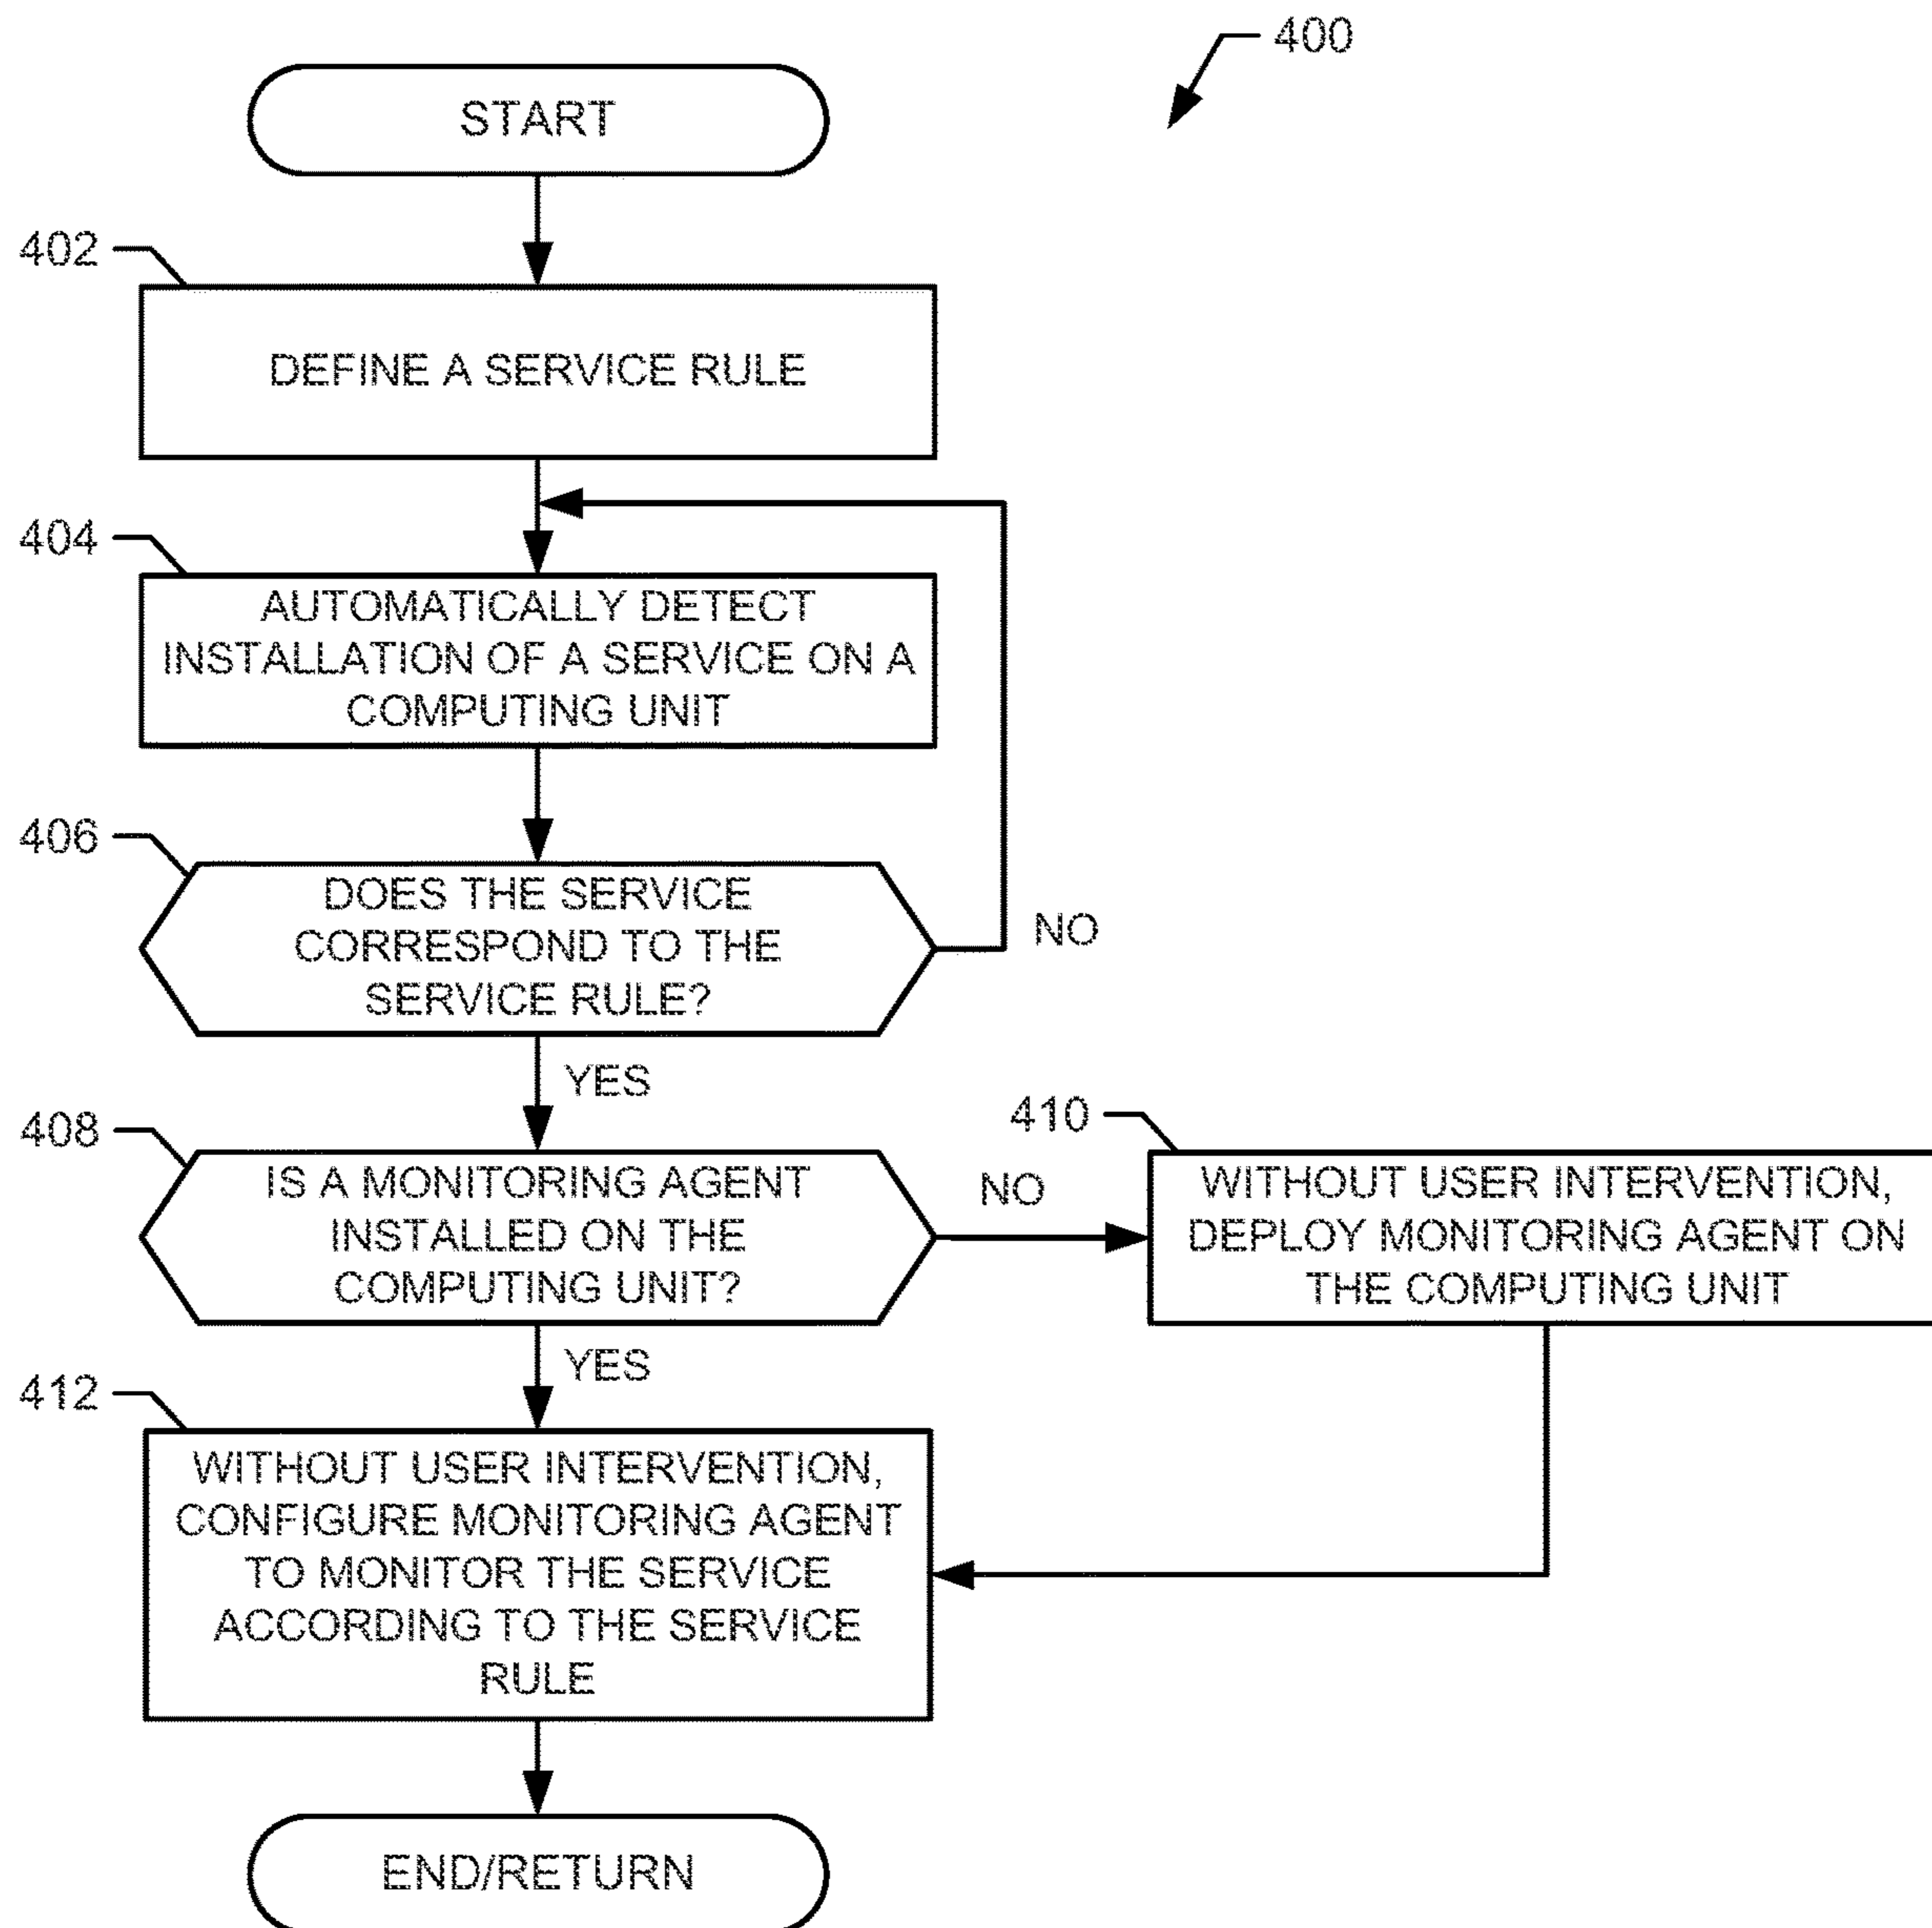 400
START
402
DEFINE A SERVICE RULE
404
AUTOMATICALLY DETECT
INSTALLATION OF A SERVICE ON A
COMPUTING UNIT
406
DOES THE SERVICE
CORRESPOND TO THE
SERVICE RULE?
NO
YES
408
IS A MONITORING AGENT
INSTALLED ON THE
COMPUTING UNIT?
NO
410
WITHOUT USER INTERVENTION,
DEPLOY MONITORING AGENT ON
THE COMPUTING UNIT
YES
412
WITHOUT USER INTERVENTION,
CONFIGURE MONITORING AGENT
TO MONITOR THE SERVICE
ACCORDING TO THE SERVICE
RULE
END/RETURN